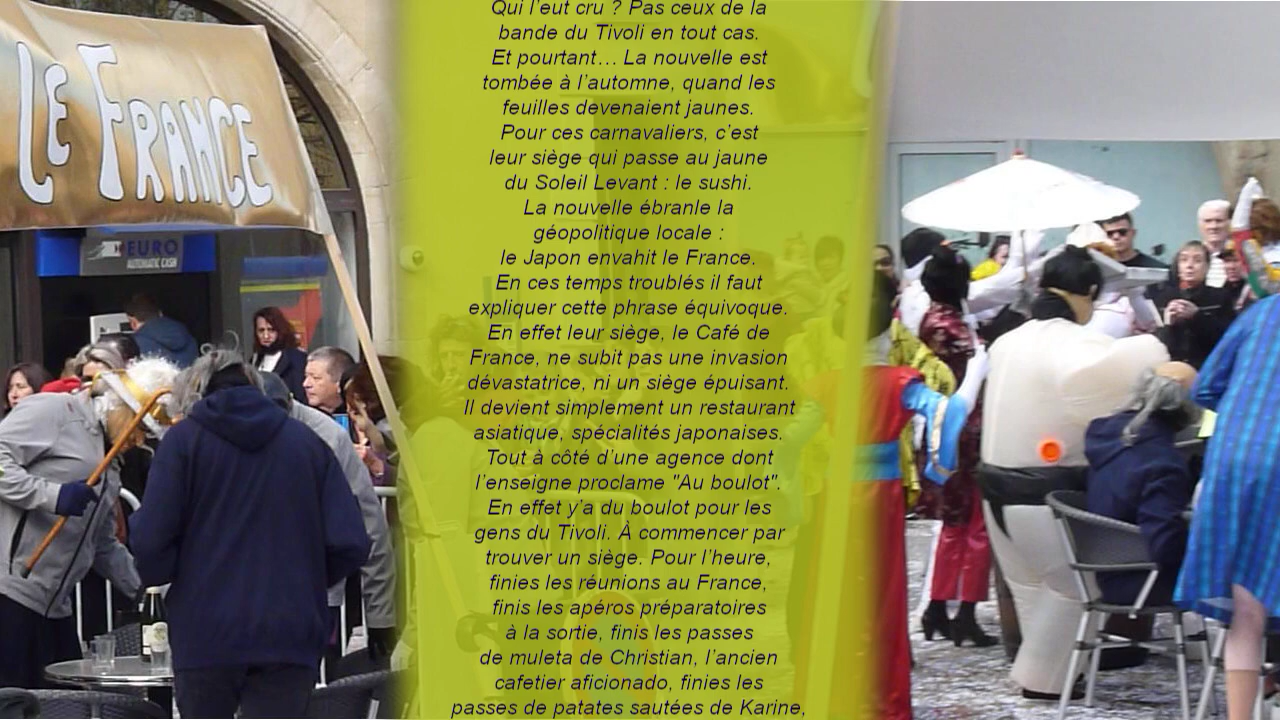 LE FRANCE
EURO
AUTOMATIC CASH
Qui l'eut cru ? Pas ceux de la
bande du Tivoli en tout cas.
Et pourtant… La nouvelle est
tombée à l'automne, quand les
feuilles devenaient jaunes.
Pour ces carnavaliers, c'est
leur siège qui passe au jaune
du Soleil Levant : le sushi.
La nouvelle ébranle la
géopolitique locale :
le Japon envahit le France.
En ces temps troublés il faut
expliquer cette phrase équivoque.
En effet leur siège, le Café de
France, ne subit pas une invasion
dévastatrice, ni un siège épuisant.
Il devient simplement un restaurant
asiatique, spécialités japonaises.
Tout à côté d'une agence dont
l'enseigne proclame "Au boulot".
En effet y'a du boulot pour les
gens du Tivoli. À commencer par
trouver un siège. Pour l'heure,
finies les réunions au France,
finis les apéros préparatoires
à la sortie, finis les passes
de muleta de Christian, l'ancien
cafetier aficionado, finies les
passes de patates sautées de Karine,